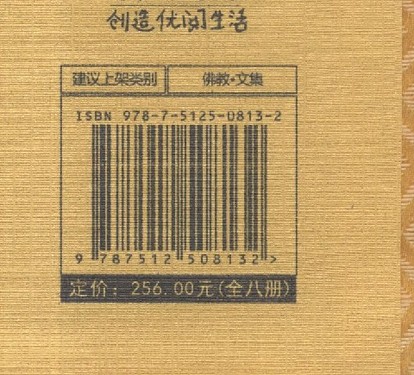 创造优阅生活
建议上架类别 佛教·文集
ISBN 978-7-5125-0813-2
9 787512 508132 >
定价：256.00元(全八册)